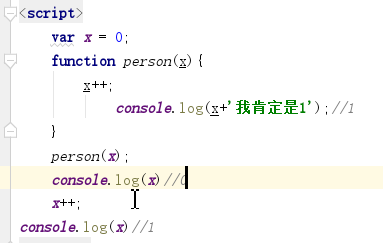 <script>
var x = 0;
function person(x){
x++;
console.log(x+'我肯定是1');//1
}
person(x);
console.log(x)//0
x++;
console.log(x)//1